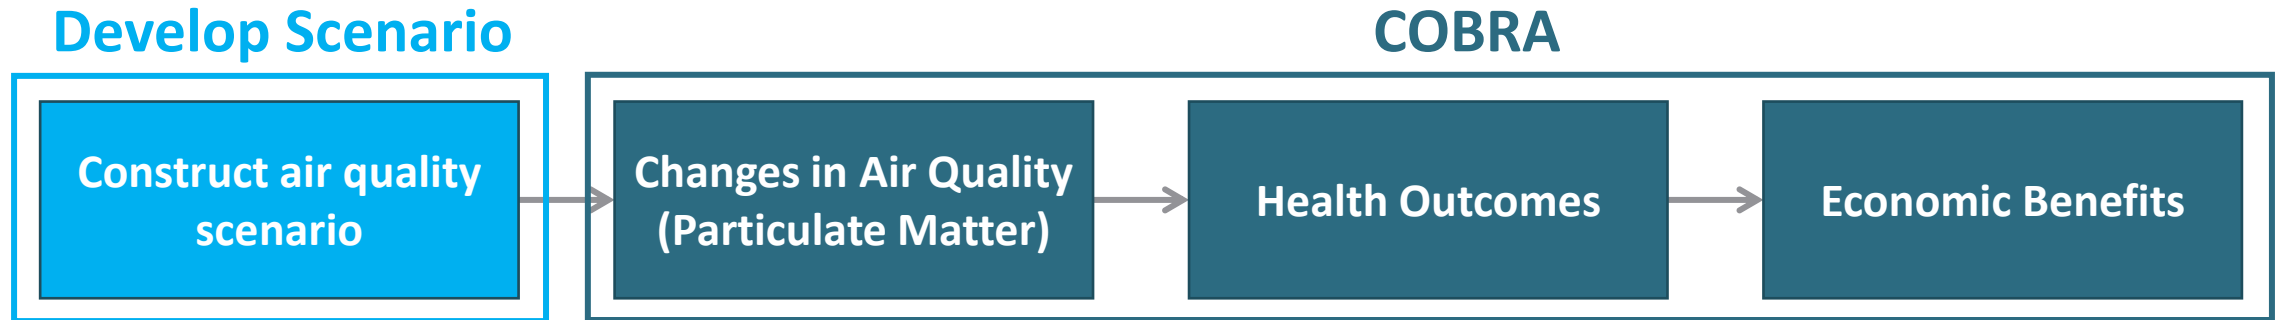 Develop Scenario
COBRA
Construct air quality
scenario
Changes in Air Quality
(Particulate Matter)
Health Outcomes
Economic Benefits